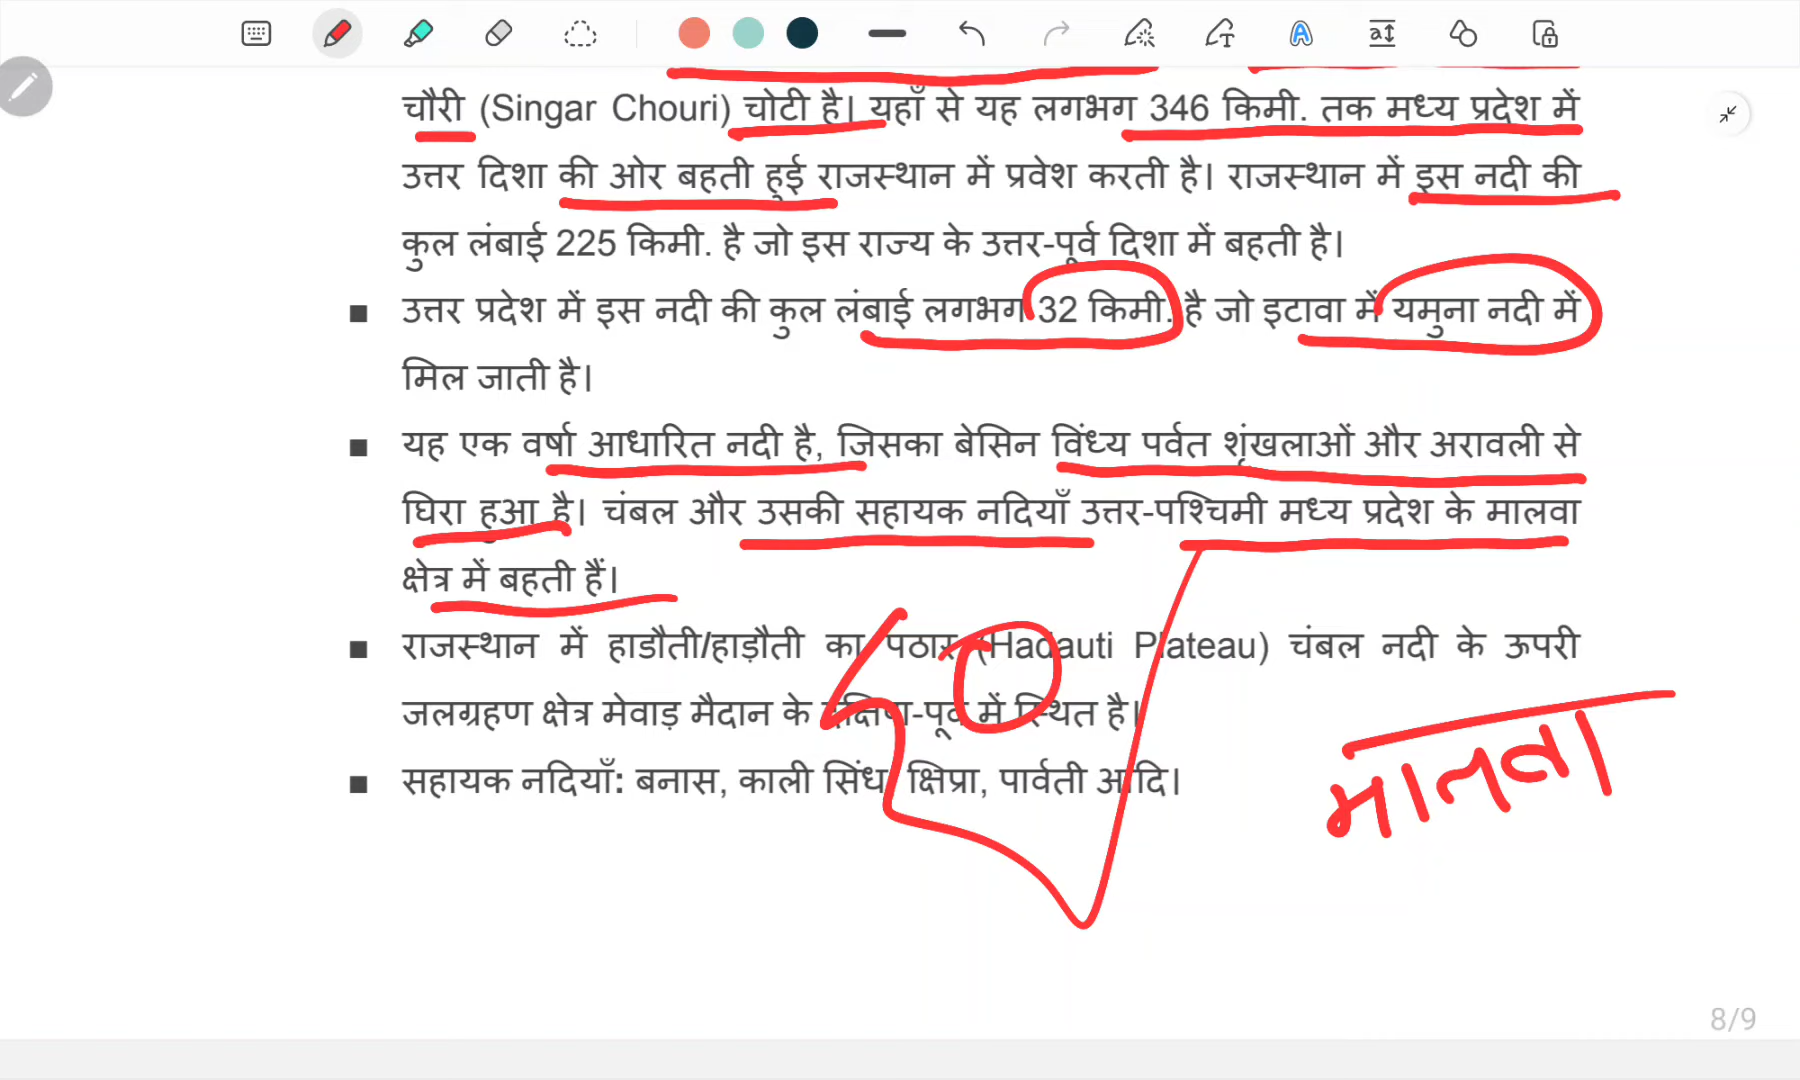 चौरी (Singar Chouri) चोटी है। यहाँ से यह लगभग 346 किमी. तक मध्य प्रदेश में
उत्तर दिशा की ओर बहती हुई राजस्थान में प्रवेश करती है। राजस्थान में इस नदी की
कुल लंबाई 225 किमी. है जो इस राज्य के उत्तर-पूर्व दिशा में बहती है।
■ उत्तर प्रदेश में इस नदी की कुल लंबाई लगभग 32 किमी. है जो इटावा में यमुना नदी में
मिल जाती है।
■ यह एक वर्षा आधारित नदी है, जिसका बेसिन विंध्य पर्वत शृंखलाओं और अरावली से
घिरा हुआ है। चंबल और उसकी सहायक नदियाँ उत्तर-पश्चिमी मध्य प्रदेश के मालवा
क्षेत्र में बहती हैं।
■ राजस्थान में हाडौती/हाड़ौती का पठार (Hadauti Plateau) चंबल नदी के ऊपरी
जलग्रहण क्षेत्र मेवाड़ मैदान के दक्षिण-पूर्व में स्थित है।
■ सहायक नदियाँ: बनास, काली सिंध, क्षिप्रा, पार्वती आदि।
मालवा
8/9